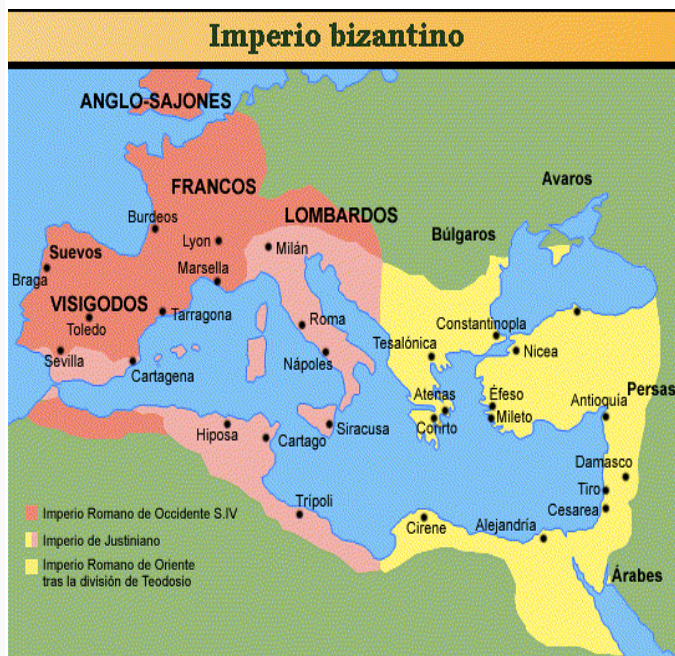 Imperio bizantino
ANGLO-SAJONES
FRANCOS
Avaros
LOMBARDOS
Burdeos
Búlgaros
Suevos
Lyon
Milán
Braga
Marsella
VISIGODOS
Toledo
Tarragona
Roma
Constantinopla
Tesalónica
Nicea
Sevilla
Cartagena
Nápoles
Persas
Atenas
Éfeso
Antioquía
Hiposa
Cartago
Siracusa
Conrto
Mileto
Damasco
Trípoli
Tiro
Cesarea
Cirene
Alejandría
Árabes
Imperio Romano de Occidente S.IV
Imperio de Justiniano
Imperio Romano de Oriente
tras la división de Teodosio